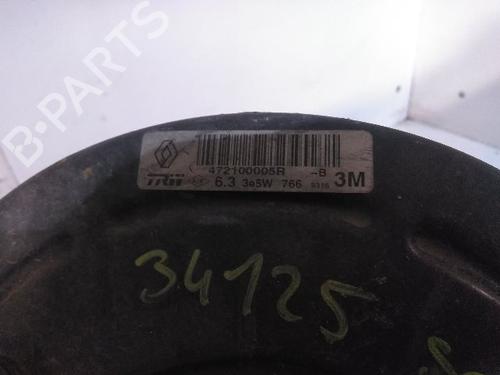 B-PARTS
472100005R -B
TRW 6.3 3e5W 766 3M
34125